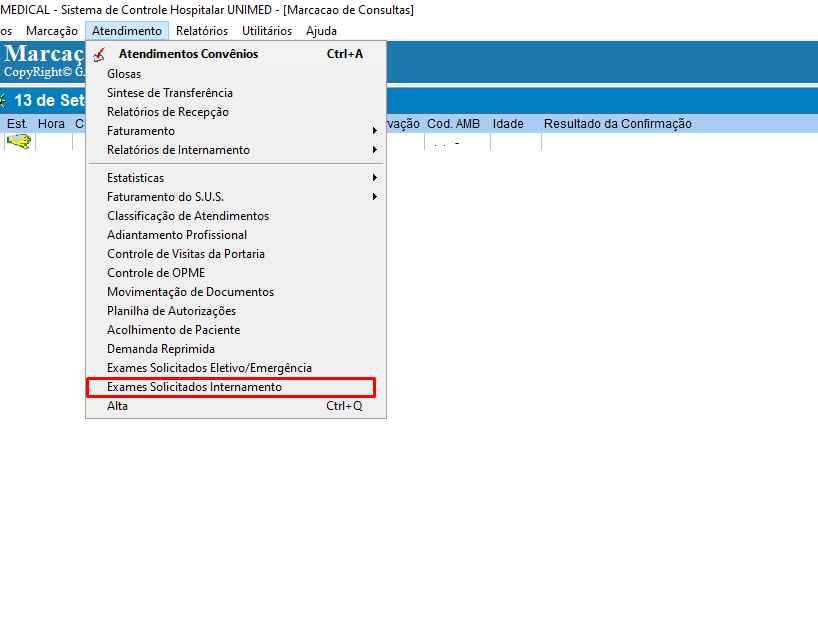 MEDICAL - Sistema de Controle Hospitalar UNIMED - [Marcacao de Consultas]
os Marcação Atendimento Relatórios Utilitários Ajuda
Marcaç
CopyRight© G.
13 de Set
Est. Hora C vação Cod. AMB Idade Resultado da Confirmação
Atendimentos Convênios Ctrl+A
Glosas
Sintese de Transferência
Relatórios de Recepção
Faturamento
Relatórios de Internamento
Estatisticas
Faturamento do S.U.S.
Classificação de Atendimentos
Adiantamento Profissional
Controle de Visitas da Portaria
Controle de OPME
Movimentação de Documentos
Planilha de Autorizações
Acolhimento de Paciente
Demanda Reprimida
Exames Solicitados Eletivo/Emergência
Exames Solicitados Internamento
Alta Ctrl+Q